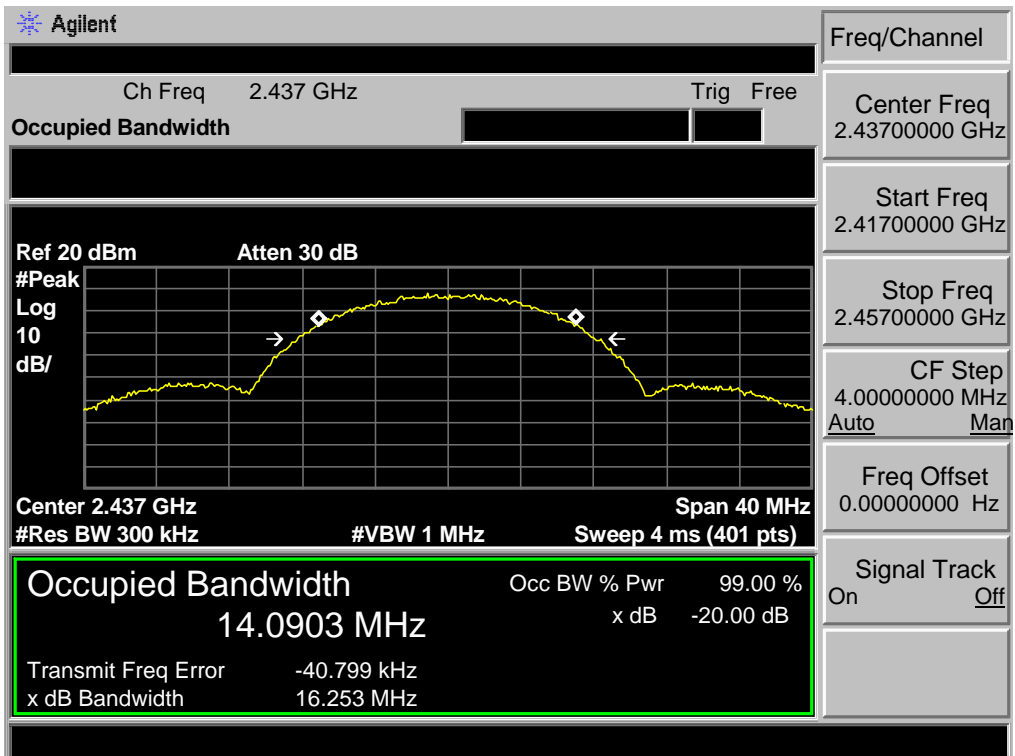 Agilent
Freq/Channel
Ch Freq 2.437 GHz Trig Free
Occupied Bandwidth
Center Freq
2.43700000 GHz
Start Freq
2.41700000 GHz
Ref 20 dBm Atten 30 dB
#Peak
Log
10
dB/
Stop Freq
2.45700000 GHz
CF Step
4.00000000 MHz
Auto Man
Freq Offset
0.00000000 Hz
Center 2.437 GHz Span 40 MHz
#Res BW 300 kHz #VBW 1 MHz Sweep 4 ms (401 pts)
Signal Track
On Off
Occupied Bandwidth Occ BW % Pwr 99.00 %
14.0903 MHz x dB -20.00 dB
Transmit Freq Error -40.799 kHz
x dB Bandwidth 16.253 MHz